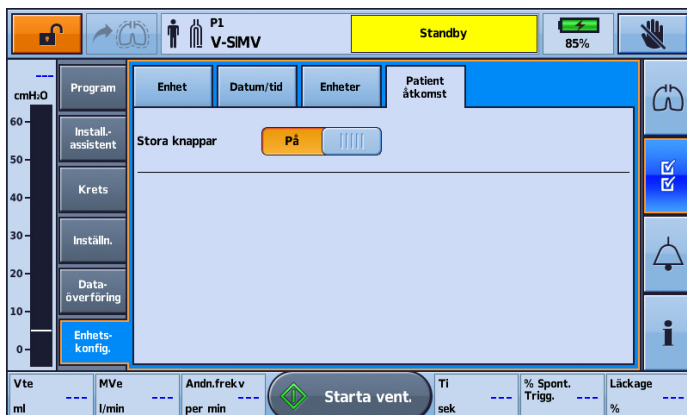 P1
V-SIMV
Standby
85%
---
cmH₂O
60
50
40
30
20
10
0
Program
Install.-
assistent
Krets
Inställn.
Data-
överföring
Enhets-
konfig.
Enhet
Datum/tid
Enheter
Patient
åtkomst
Stora knappar
På
i
Vte
---
ml
MVe
---
l/min
Andn.frekv
---
per min
Starta vent.
Ti
---
sek
% Spont.
Trigg.
---
Läckage
---
%